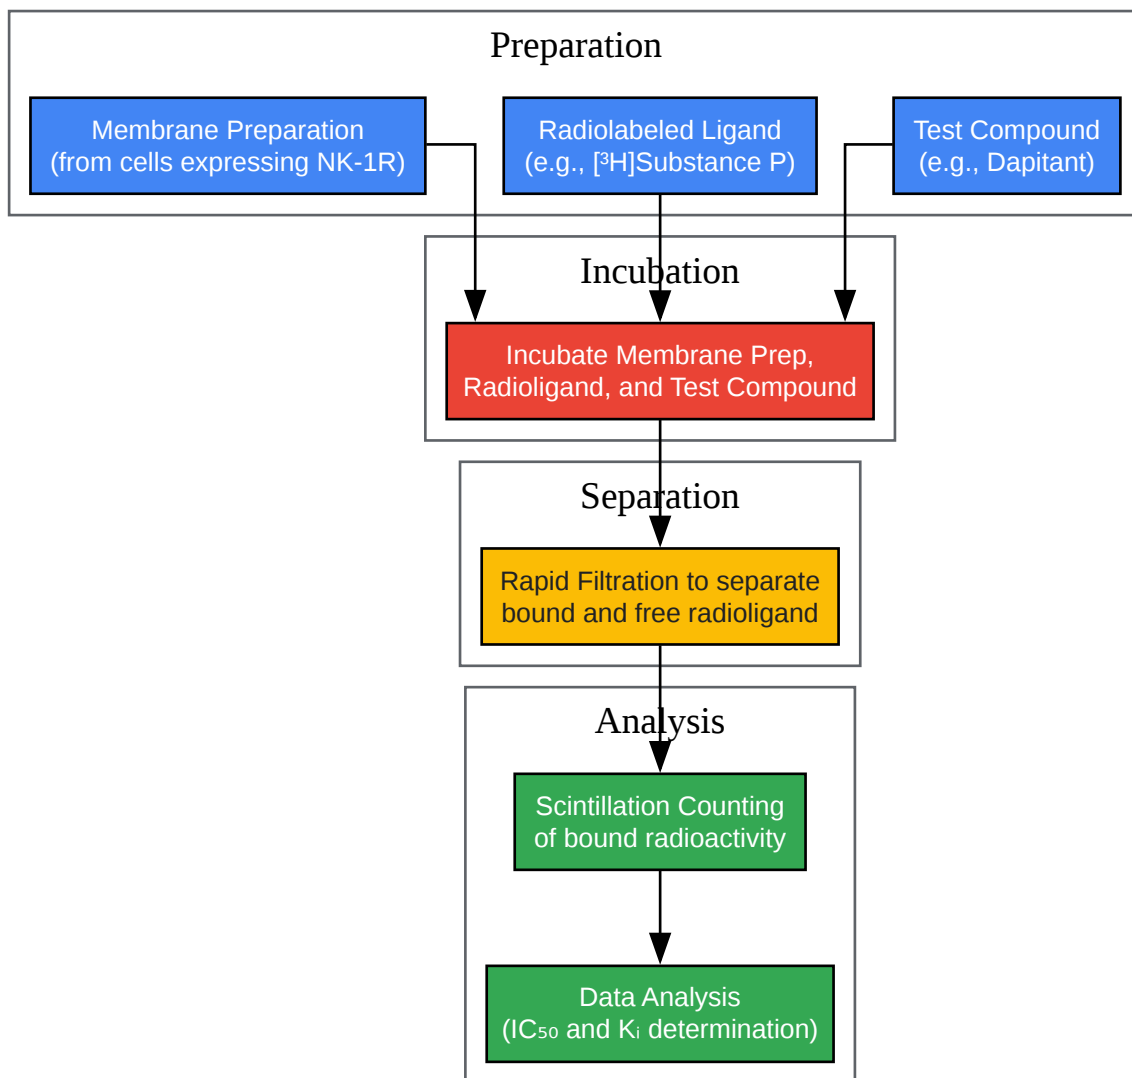 Preparation
Membrane Preparation
(from cells expressing NK-1R)
Radiolabeled Ligand
(e.g., [³H]Substance P)
Test Compound
(e.g., Dapitant)
Incubation
Incubate Membrane Prep,
Radioligand, and Test Compound
Separation
Rapid Filtration to separate
bound and free radioligand
Analysis
Scintillation Counting
of bound radioactivity
Data Analysis
(IC₅₀ and Kᵢ determination)